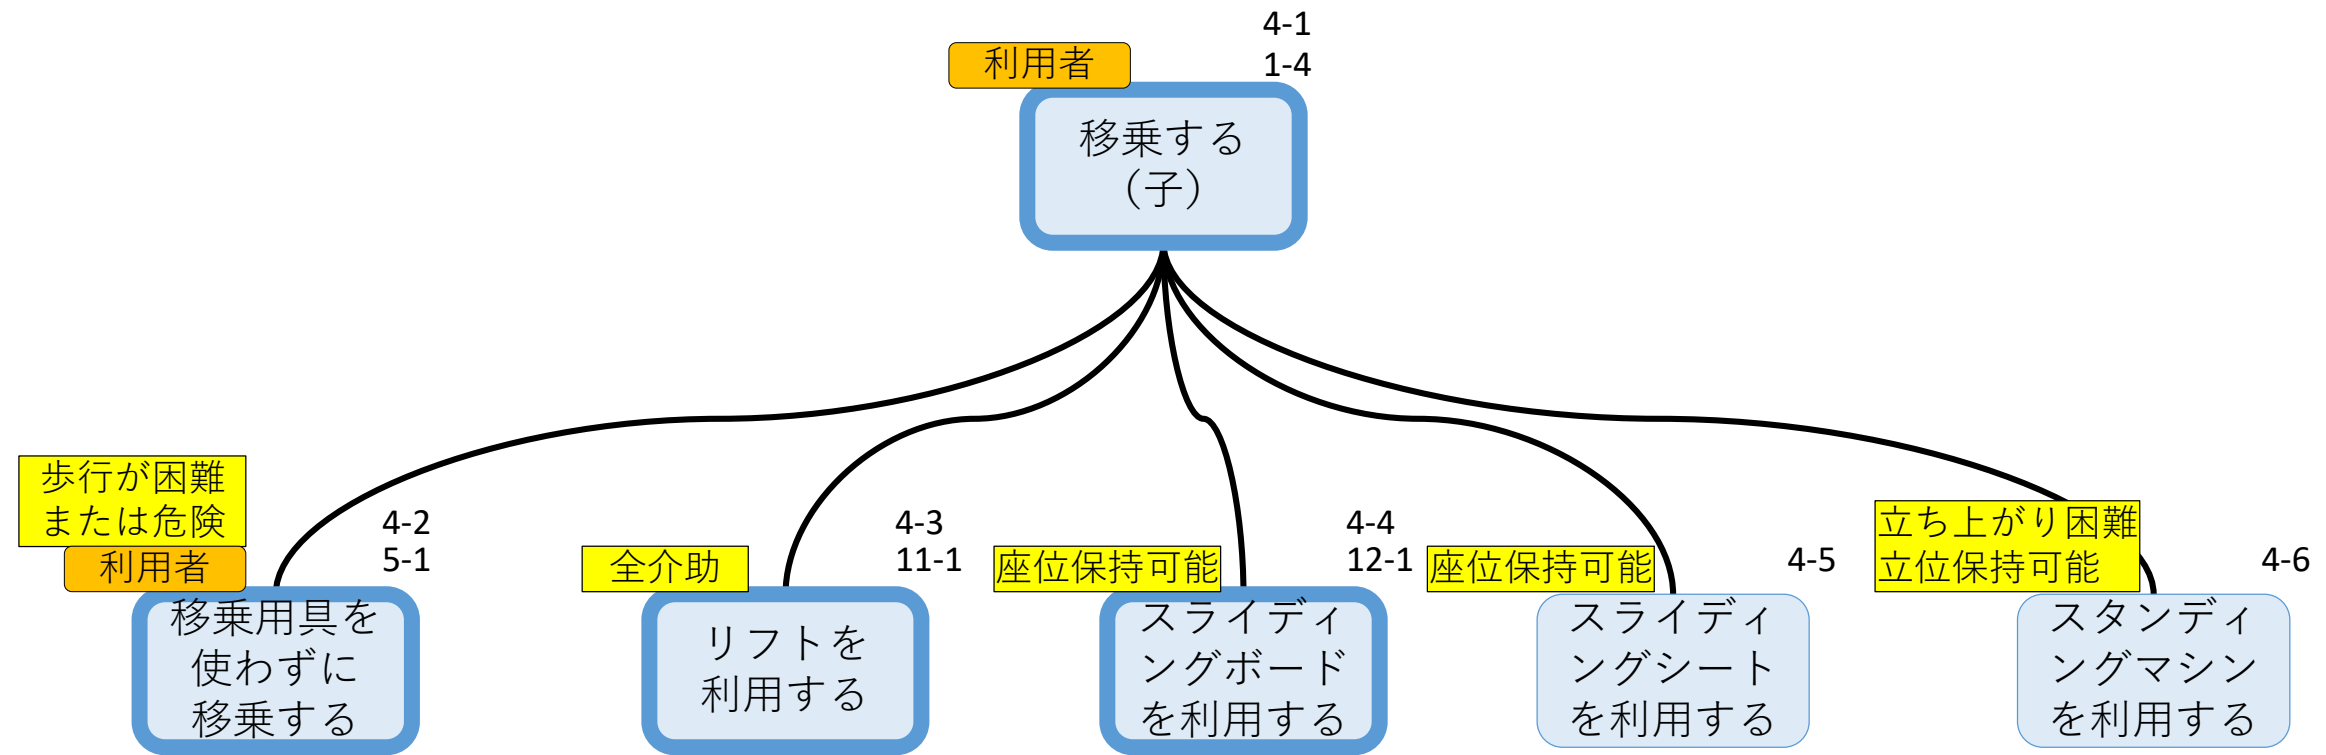 4-1
1-4
利用者
移乗する
（子）
歩行が困難
または危険
利用者
4-2
5-1
移乗用具を
使わずに
移乗する
全介助
4-3
11-1
リフトを
利用する
座位保持可能
4-4
12-1
スライディ
ングボード
を利用する
座位保持可能
4-5
スライディ
ングシート
を利用する
立ち上がり困難
立位保持可能
4-6
スタンディ
ングマシン
を利用する